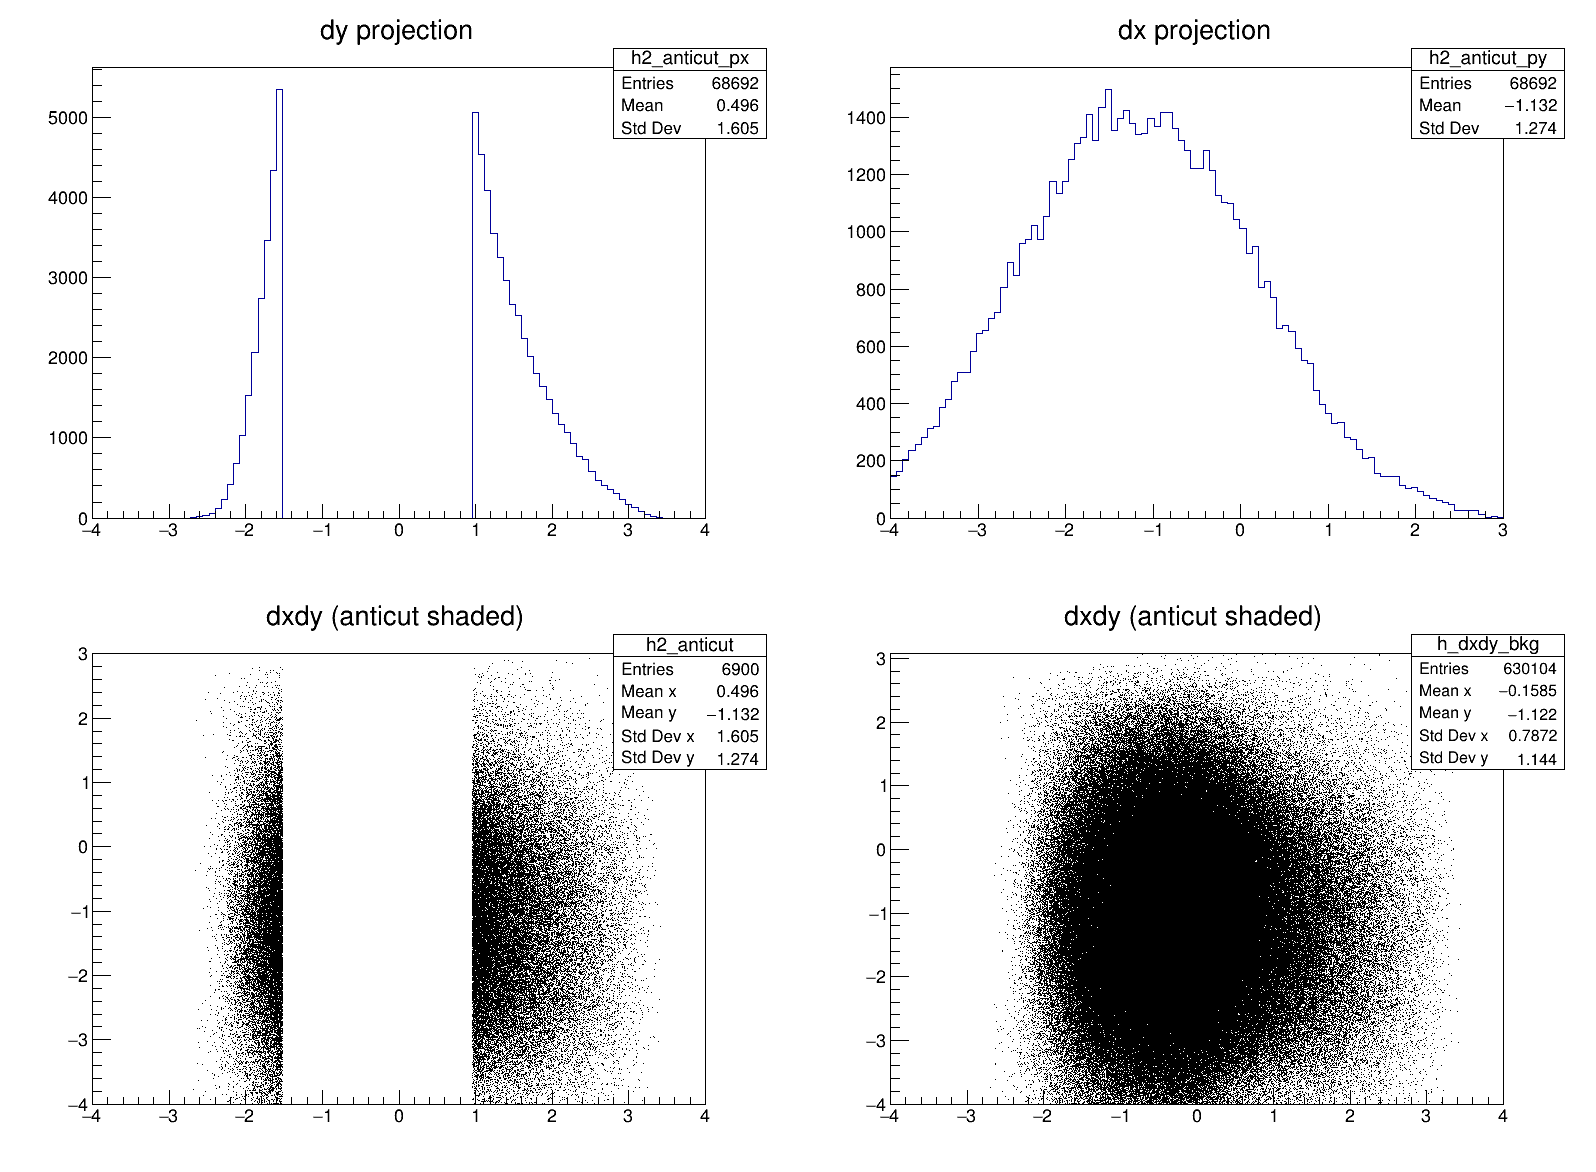 dy projection
h2_anticut_px
Entries 68692
Mean 0.496
Std Dev 1.605
5000
4000
3000
2000
1000
0
−4 −3 −2 −1 0 1 2 3 4
dx projection
h2_anticut_py
Entries 68692
Mean −1.132
Std Dev 1.274
1400
1200
1000
800
600
400
200
0
−4 −3 −2 −1 0 1 2 3
dxdy (anticut shaded)
h2_anticut
Entries 6900
Mean x 0.496
Mean y −1.132
Std Dev x 1.605
Std Dev y 1.274
3
2
1
0
−1
−2
−3
−4
−4 −3 −2 −1 0 1 2 3 4
dxdy (anticut shaded)
h_dxdy_bkg
Entries 630104
Mean x −0.1585
Mean y −1.122
Std Dev x 0.7872
Std Dev y 1.144
3
2
1
0
−1
−2
−3
−4
−4 −3 −2 −1 0 1 2 3 4